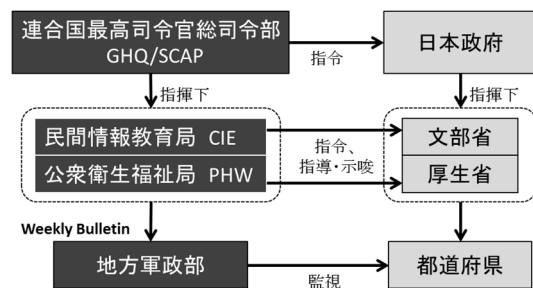 連合国最高司令官総司令部
GHQ/SCAP
指令
日本政府
指揮下
指揮下
民間情報教育局 CIE
公衆衛生福祉局 PHW
指令、
指導・示唆
文部省
厚生省
Weekly Bulletin
地方軍政部
監視
都道府県